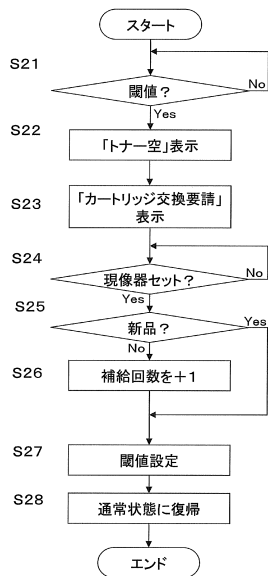 スタート
S21
閾値？
No
Yes
S22
「トナー空」表示
S23
「カートリッジ交換要請」
表示
S24
現像器セット？
No
Yes
S25
新品？
Yes
No
S26
補給回数を＋1
S27
閾値設定
S28
通常状態に復帰
エンド